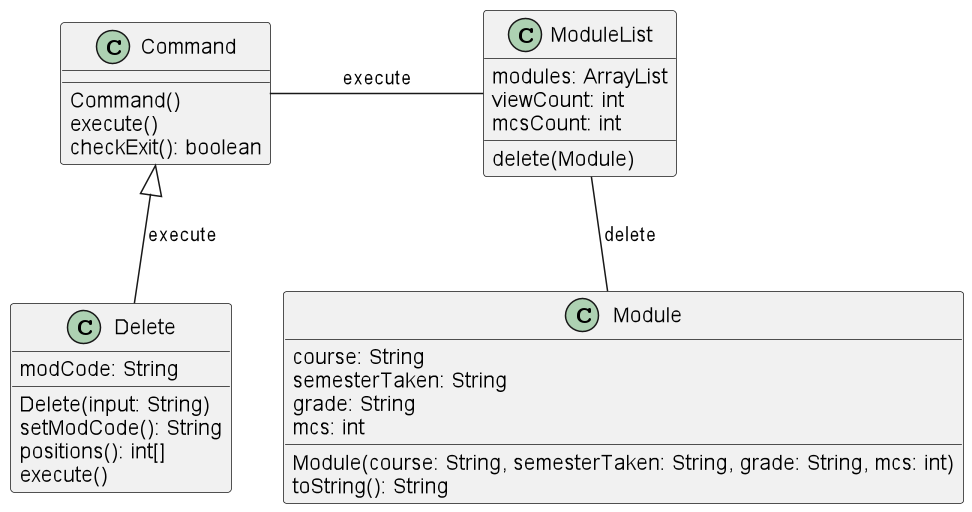 C Command
Command()
execute()
checkExit(): boolean
execute
C ModuleList
modules: ArrayList
viewCount: int
mcsCount: int
delete(Module)
execute
delete
C Delete
modCode: String
Delete(input: String)
setModCode(): String
positions(): int[]
execute()
C Module
course: String
semesterTaken: String
grade: String
mcs: int
Module(course: String, semesterTaken: String, grade: String, mcs: int)
toString(): String